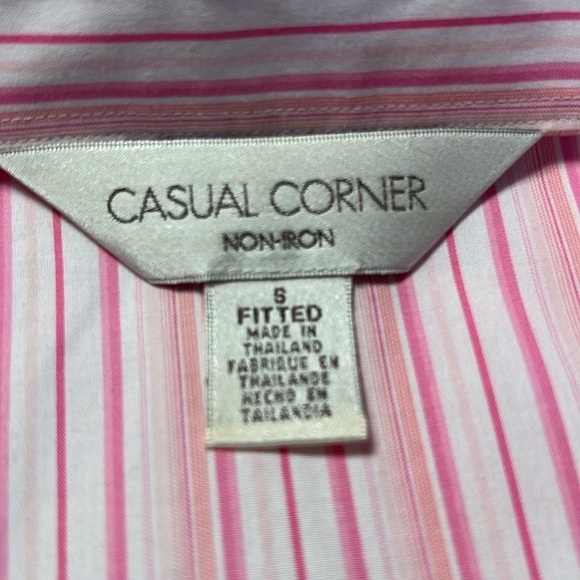 CASUAL CORNER
NON-IRON
S
FITTED
MADE IN
THAILAND
FABRIQUE EN
THAILANDE
HECHO EN
TAILANDIA